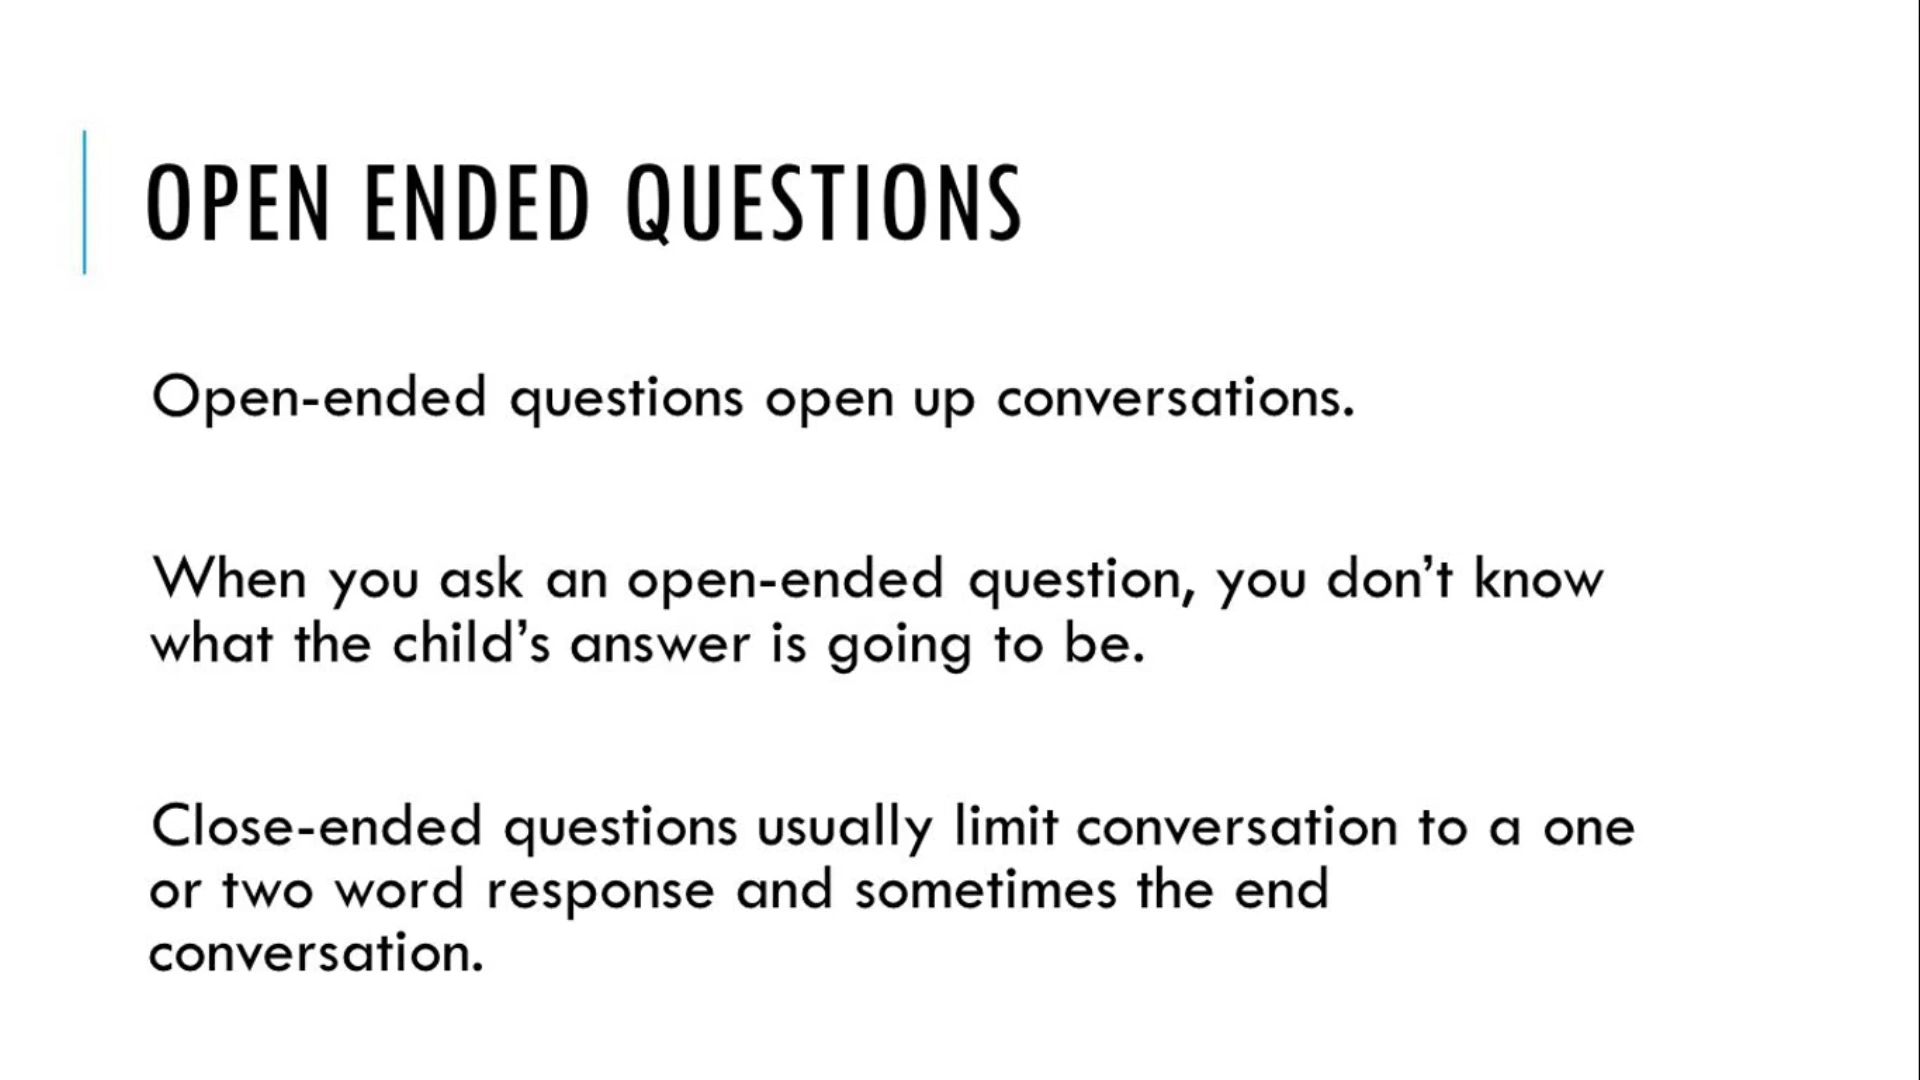 OPEN ENDED QUESTIONS
Open-ended questions open up conversations.
When you ask an open-ended question, you don’t know
what the child’s answer is going to be.
Close-ended questions usually limit conversation to a one
or two word response and sometimes the end
conversation.